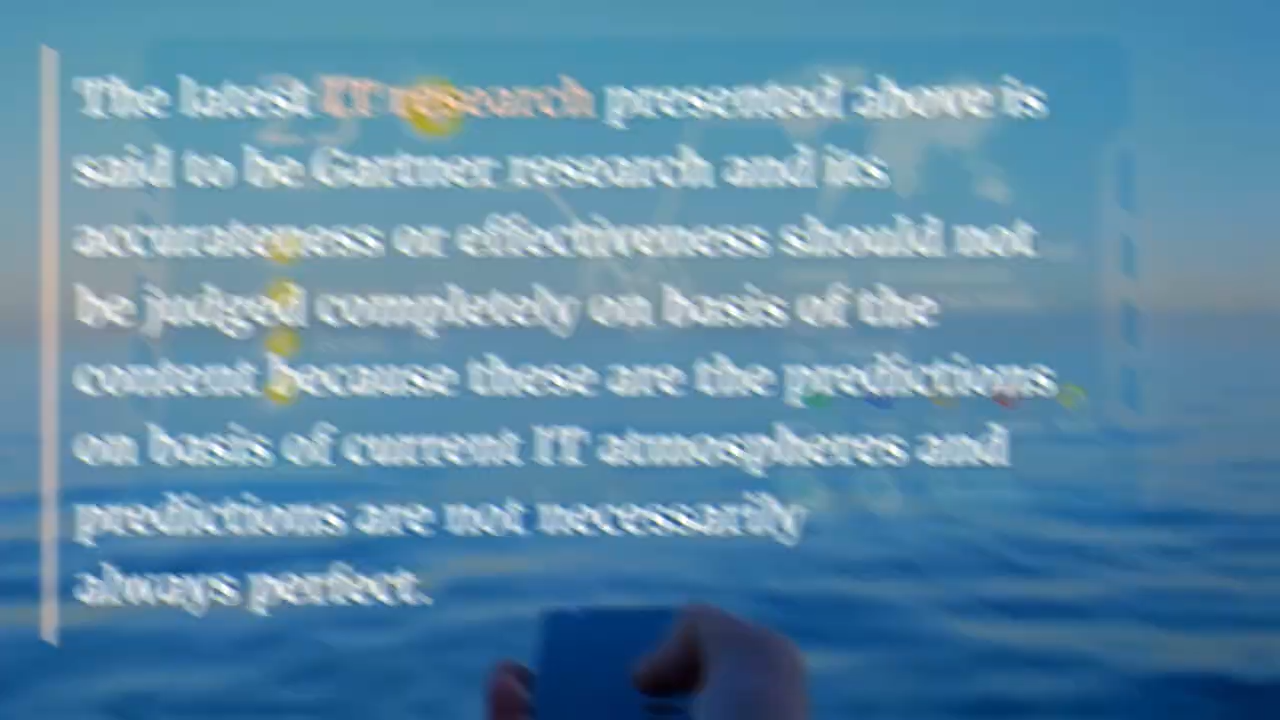 The latest IT research presented above is
said to be Gartner research and its
accurateness or effectiveness should not
be judged completely on basis of the
content because these are the predictions
on basis of current IT atmospheres and
predictions are not necessarily
always perfect.